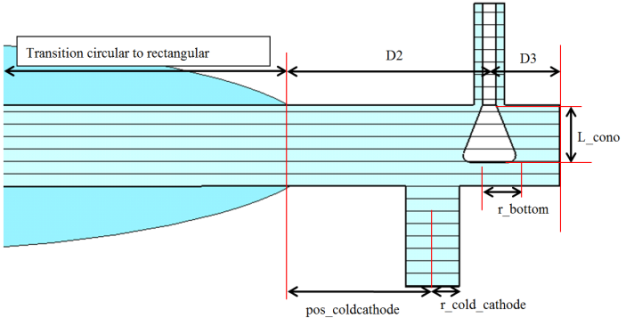 Transition circular to rectangular
D2
D3
L_cono
r_bottom
pos_coldcathode
r_cold_cathode